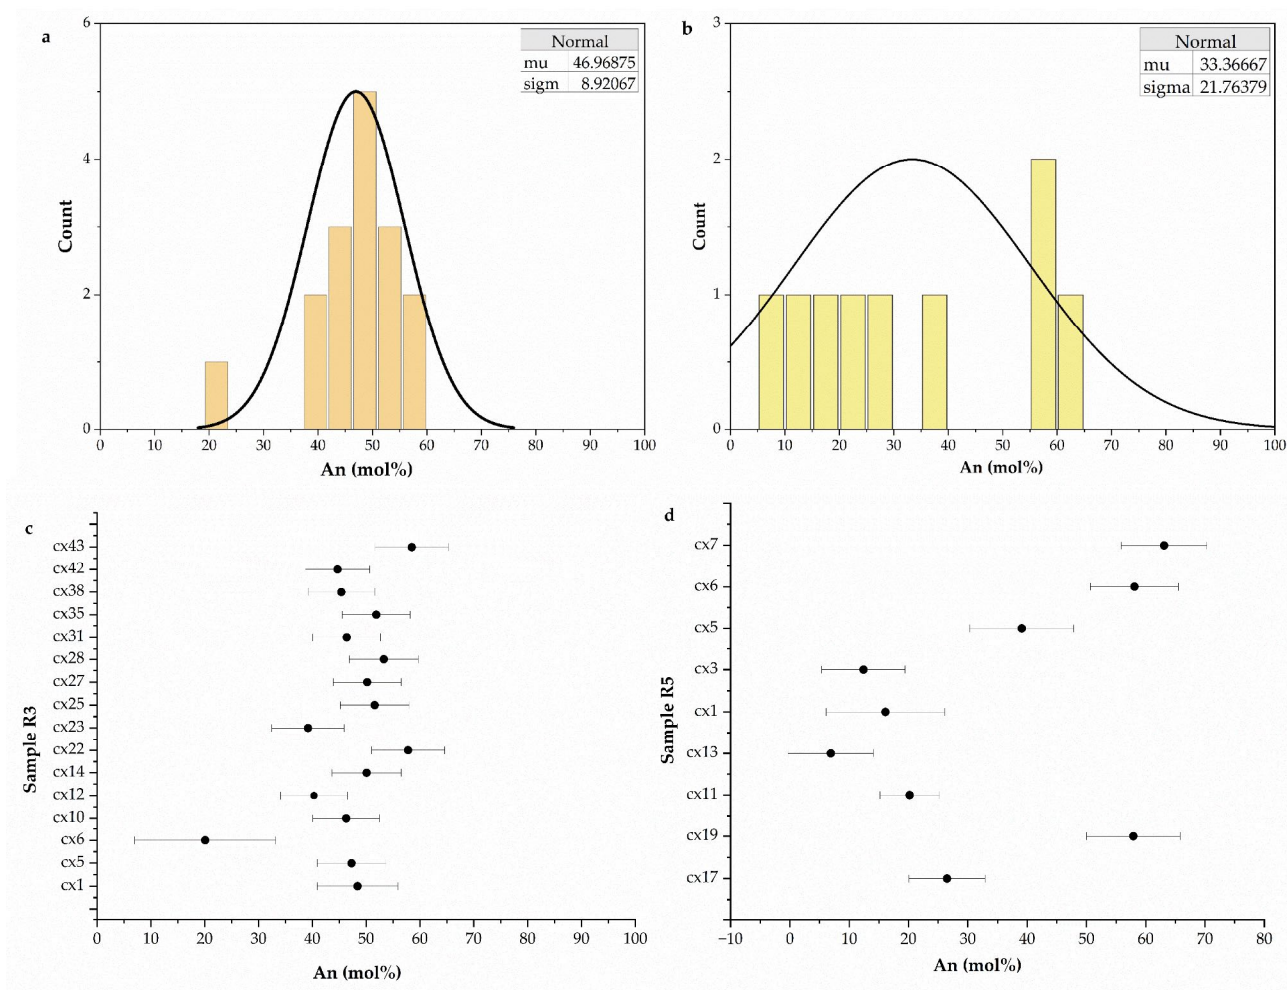 a
Normal
mu 46.96875
sigm 8.92067
6
4
2
0
Count
0 10 20 30 40 50 60 70 80 90 100
An (mol%)
b
Normal
mu 33.36667
sigma 21.76379
3
2
1
0
Count
0 10 20 30 40 50 60 70 80 90 100
An (mol%)
c
cx43
cx42
cx38
cx35
cx31
cx28
cx27
cx25
cx23
cx22
cx14
cx12
cx10
cx6
cx5
cx1
Sample R3
0 10 20 30 40 50 60 70 80 90 100
An (mol%)
d
cx7
cx6
cx5
cx3
cx1
cx13
cx11
cx19
cx17
Sample R5
−10 0 10 20 30 40 50 60 70 80
An (mol%)